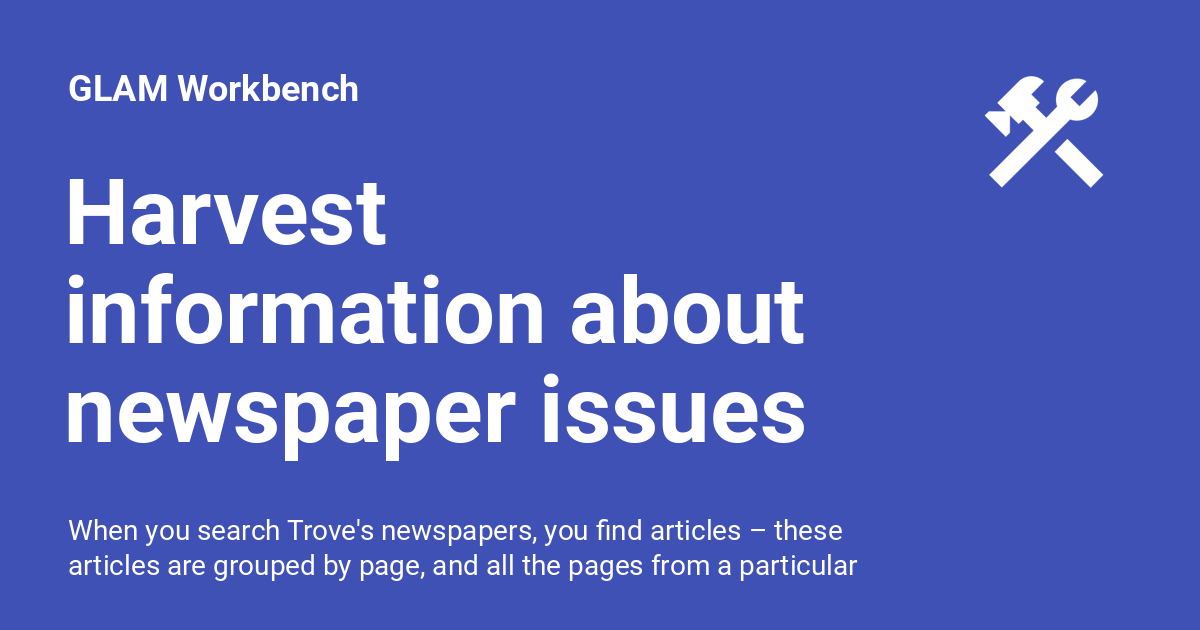 GLAM Workbench
Harvest
information about
newspaper issues
When you search Trove's newspapers, you find articles – these
articles are grouped by page, and all the pages from a particular